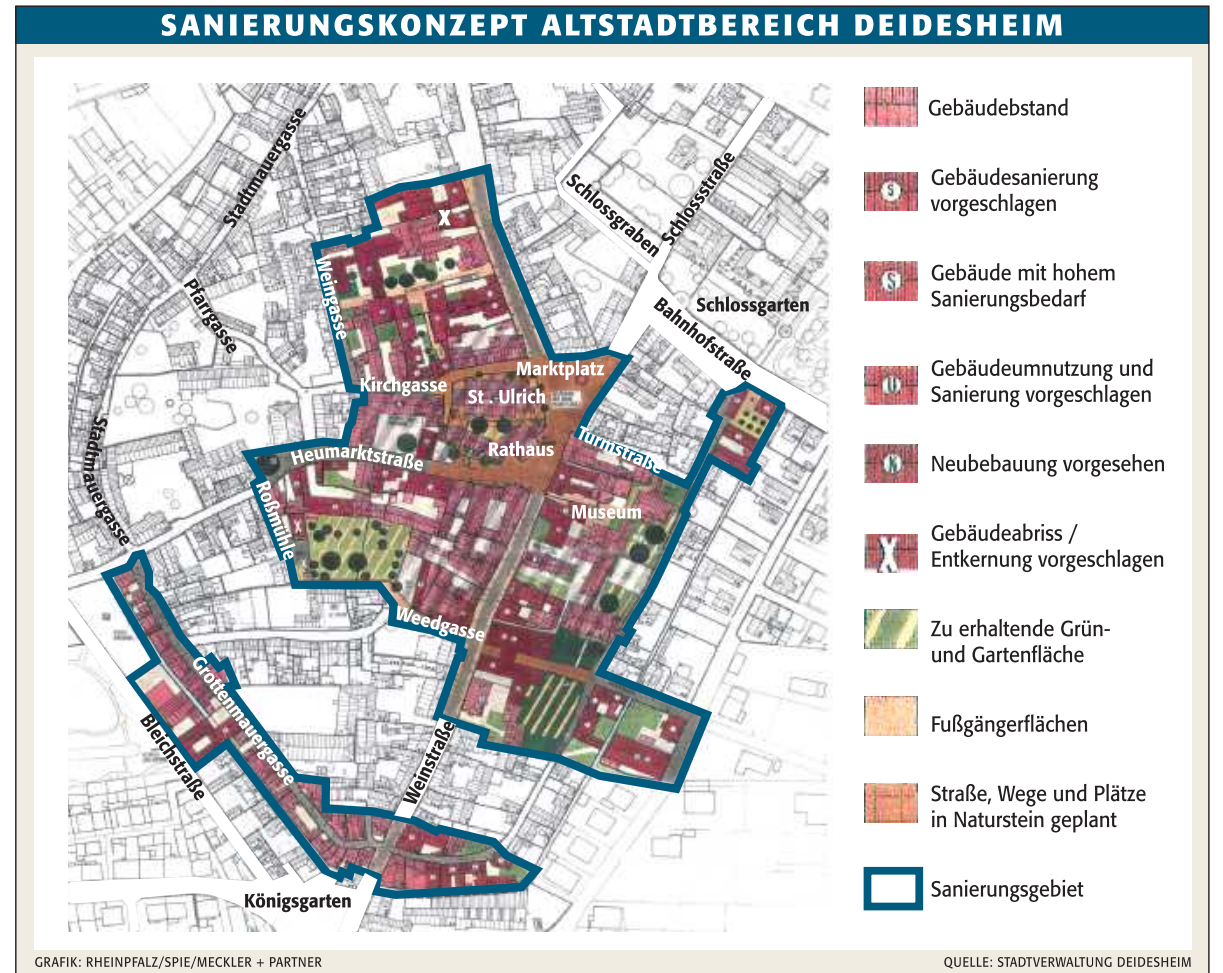 SANIERUNGSKONZEPT ALTSTADTBEREICH DEIDESHEIM
Stadtmauergasse
Schlossgraben
Schlossstraße
Weingasse
Pfarrgasse
Schlossgarten
Bahnhofstraße
Marktplatz
Kirchgasse
St . Ulrich
Rathaus
Turmstraße
Heumarktstraße
Stadtmauergasse
Roßmühle
Museum
Weedgasse
Grottenmauergasse
Bleichstraße
Weinstraße
Königsgarten
X
X
Gebäudebstand
S
Gebäudesanierung
vorgeschlagen
S
Gebäude mit hohem
Sanierungsbedarf
U
Gebäudeumnutzung und
Sanierung vorgeschlagen
N
Neubebauung vorgesehen
X
Gebäudeabriss /
Entkernung vorgeschlagen
Zu erhaltende Grün-
und Gartenfläche
Fußgängerflächen
Straße, Wege und Plätze
in Naturstein geplant
Sanierungsgebiet
GRAFIK: RHEINPFALZ/SPIE/MECKLER + PARTNER
QUELLE: STADTVERWALTUNG DEIDESHEIM